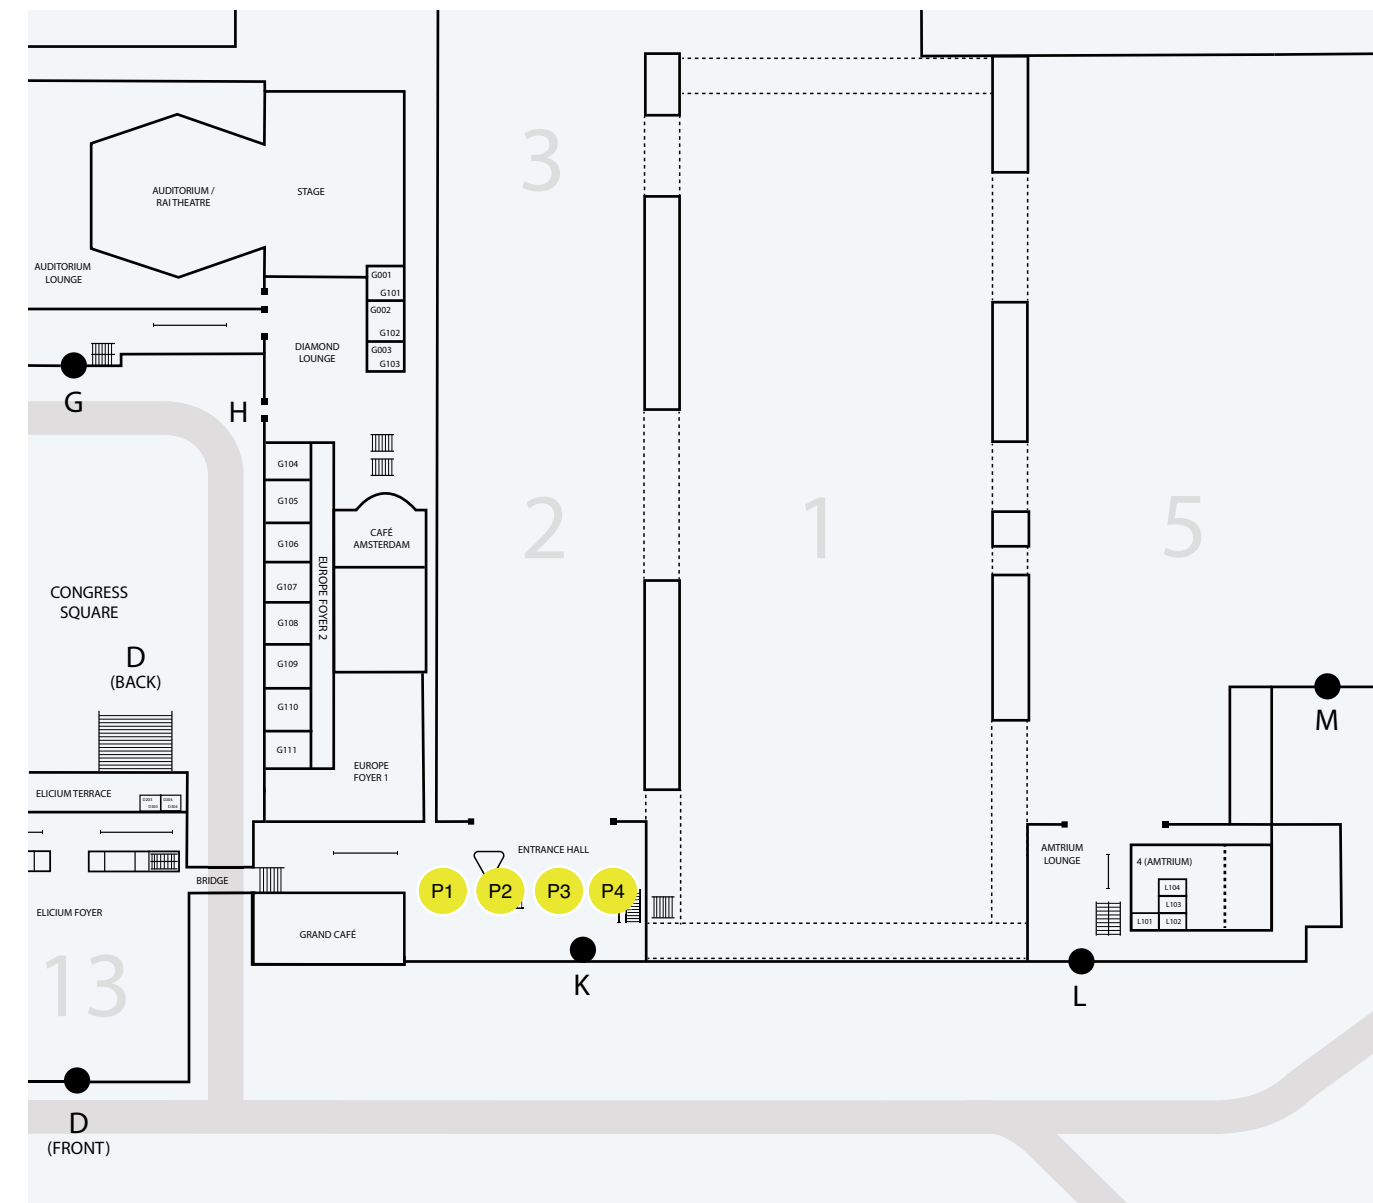 3
AUDITORIUM /
RAI THEATRE
STAGE
AUDITORIUM
LOUNGE
G001
G101
G002
G102
G003
G103
DIAMOND
LOUNGE
G
H
G104
G105
G106
G107
G108
G109
G110
G111
EUROPE FOYER 2
CAFÉ
AMSTERDAM
2
1
5
CONGRESS
SQUARE
D
(BACK)
M
EUROPE
FOYER 1
ELICIUM TERRACE
ENTRANCE HALL
AMTRIUM
LOUNGE
4 (AMTRIUM)
BRIDGE
P1
P2
P3
P4
L104
L103
L101
L102
ELICIUM FOYER
GRAND CAFÉ
13
K
L
D
(FRONT)